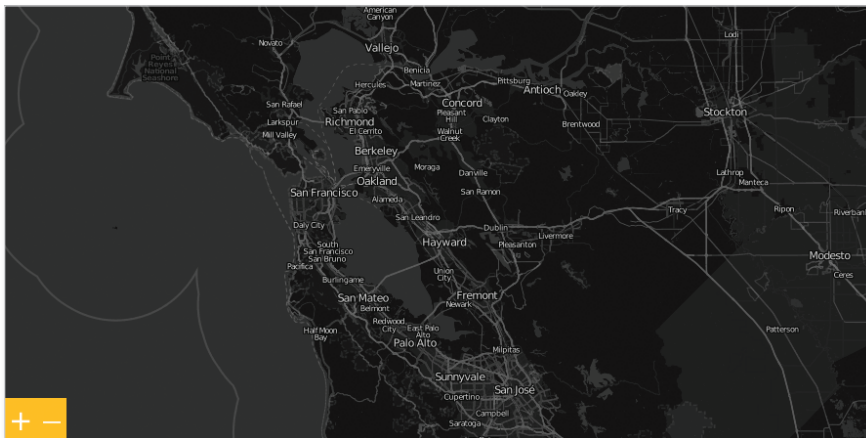 American
Canyon
Novato
Vallejo
Lodi
Point
Reyes
National
Seashore
Benicia
Hercules
Martinez
Pittsburg
Antioch
Oakley
San Rafael
San Pablo
Concord
Pleasant
Hill
Clayton
Stockton
Larkspur
Richmond
Mill Valley
El Cerrito
Walnut
Creek
Brentwood
Berkeley
Emeryville
Moraga
Danville
Lathrop
Manteca
Oakland
San Francisco
San Ramon
Alameda
Tracy
Ripon
Riverban
San Leandro
Daly City
Dublin
Livermore
Hayward
Pleasanton
South
San Francisco
San Bruno
Pacifica
Modesto
Union
City
Ceres
Burlingame
San Mateo
Belmont
Fremont
Newark
Redwood
City
East Palo
Alto
Half Moon
Bay
Patterson
Palo Alto
Milpitas
Sunnyvale
San José
Cupertino
Campbell
Saratoga
+ −